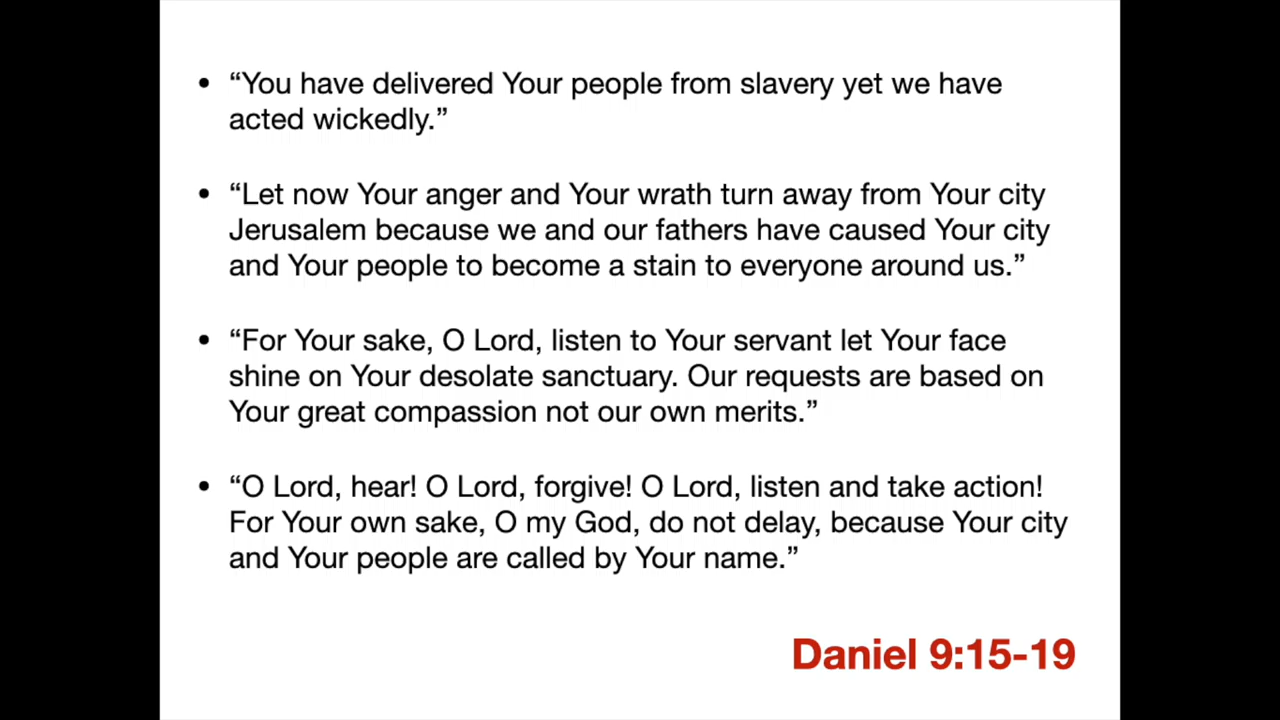 • “You have delivered Your people from slavery yet we have
acted wickedly.”
• “Let now Your anger and Your wrath turn away from Your city
Jerusalem because we and our fathers have caused Your city
and Your people to become a stain to everyone around us.”
• “For Your sake, O Lord, listen to Your servant let Your face
shine on Your desolate sanctuary. Our requests are based on
Your great compassion not our own merits.”
• “O Lord, hear! O Lord, forgive! O Lord, listen and take action!
For Your own sake, O my God, do not delay, because Your city
and Your people are called by Your name.”
Daniel 9:15-19